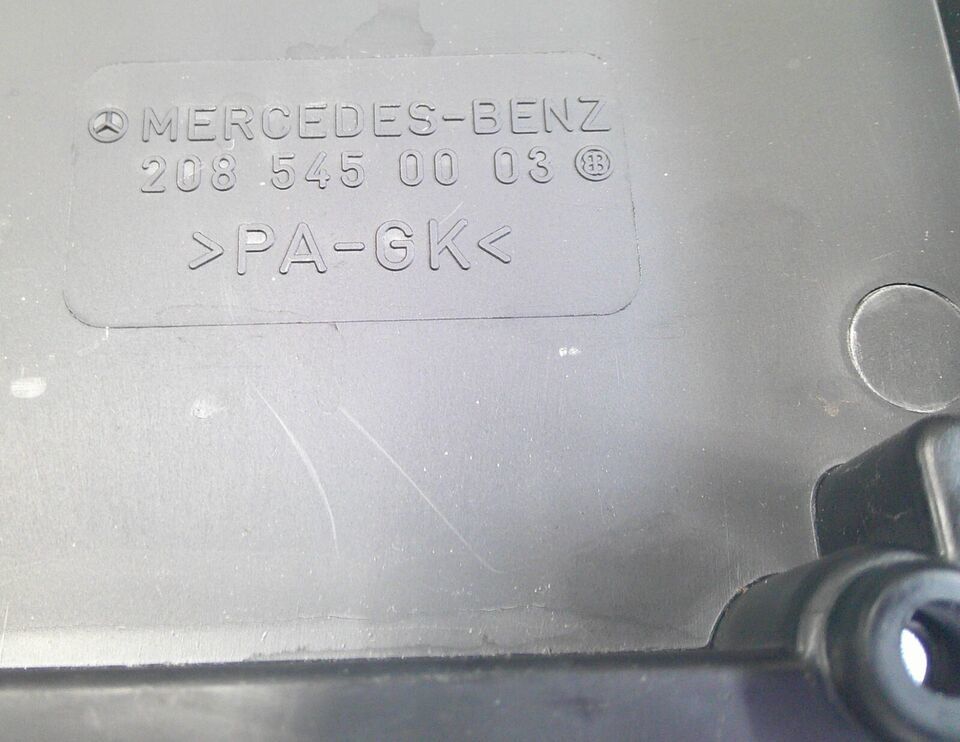 MERCEDES-BENZ
208 545 00 03
>PA-GK<